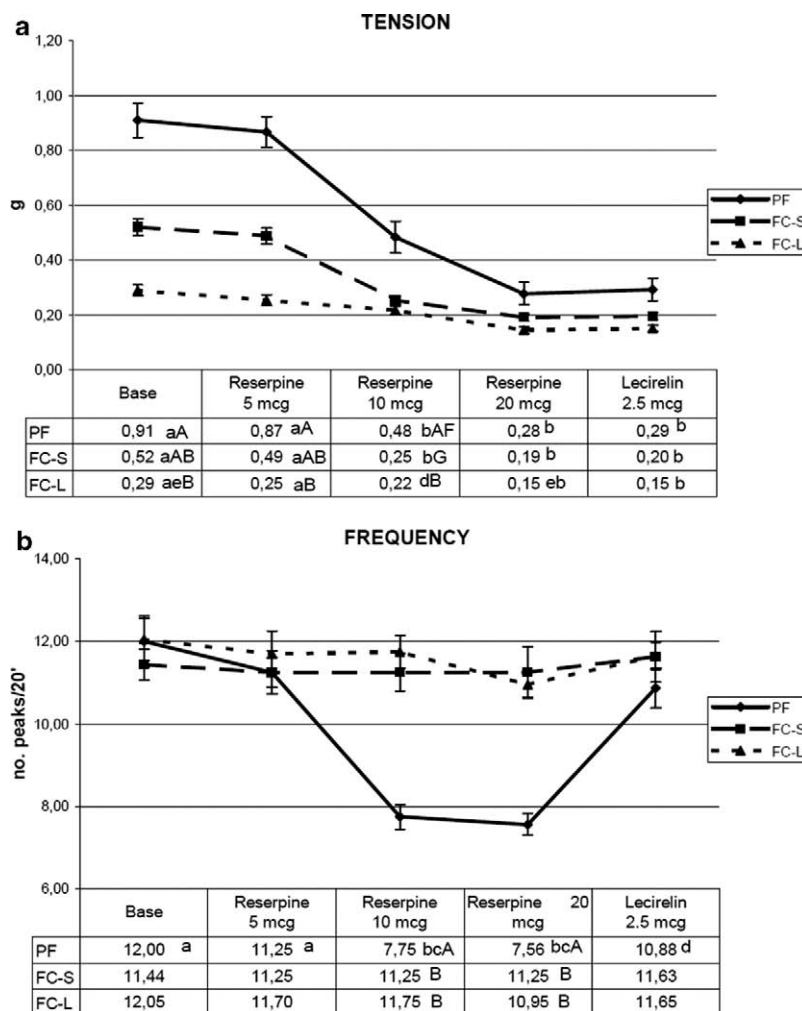 a
TENSION
1,20
1,00
0,80
0,60
0,40
0,20
0,00
g
PF
FC-S
FC-L
Base Reserpine 5 mcg Reserpine 10 mcg Reserpine 20 mcg Lecirelin 2.5 mcg
PF 0,91 aA 0,87 aA 0,48 bAF 0,28 b 0,29 b
FC-S 0,52 aAB 0,49 aAB 0,25 bG 0,19 b 0,20 b
FC-L 0,29 aeB 0,25 aB 0,22 dB 0,15 eb 0,15 b
b
FREQUENCY
14,00
12,00
10,00
8,00
6,00
no. peaks/20'
PF
FC-S
FC-L
Base Reserpine 5 mcg Reserpine 10 mcg Reserpine 20 mcg Lecirelin 2.5 mcg
PF 12,00 a 11,25 a 7,75 bcA 7,56 bcA 10,88 d
FC-S 11,44 11,25 11,25 B 11,25 B 11,63
FC-L 12,05 11,70 11,75 B 10,95 B 11,65